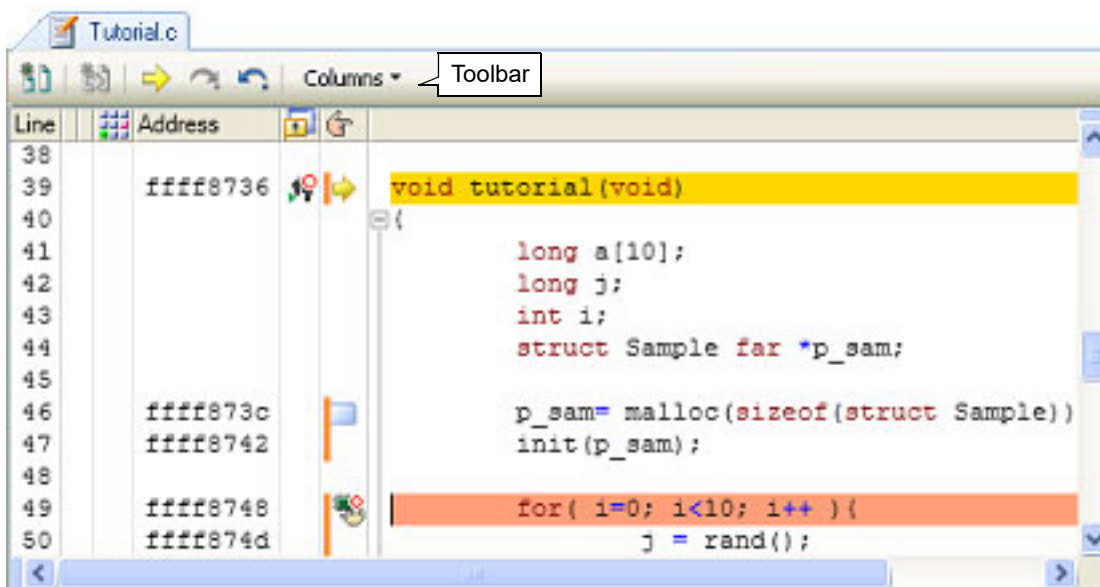 Tutorial.c
Columns Toolbar
Line Address
38
39 ffff8736 void tutorial(void)
40 {
41 long a[10];
42 long j;
43 int i;
44 struct Sample far *p_sam;
45
46 ffff873c p_sam= malloc(sizeof(struct Sample))
47 ffff8742 init(p_sam);
48
49 ffff8748 for( i=0; i<10; i++ ){
50 ffff874d j = rand();